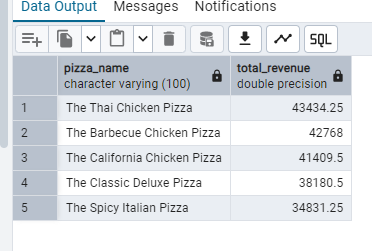 Data Output Messages Notifications
SQL
pizza_name total_revenue
character varying (100) double precision
1 The Thai Chicken Pizza 43434.25
2 The Barbecue Chicken Pizza 42768
3 The California Chicken Pizza 41409.5
4 The Classic Deluxe Pizza 38180.5
5 The Spicy Italian Pizza 34831.25